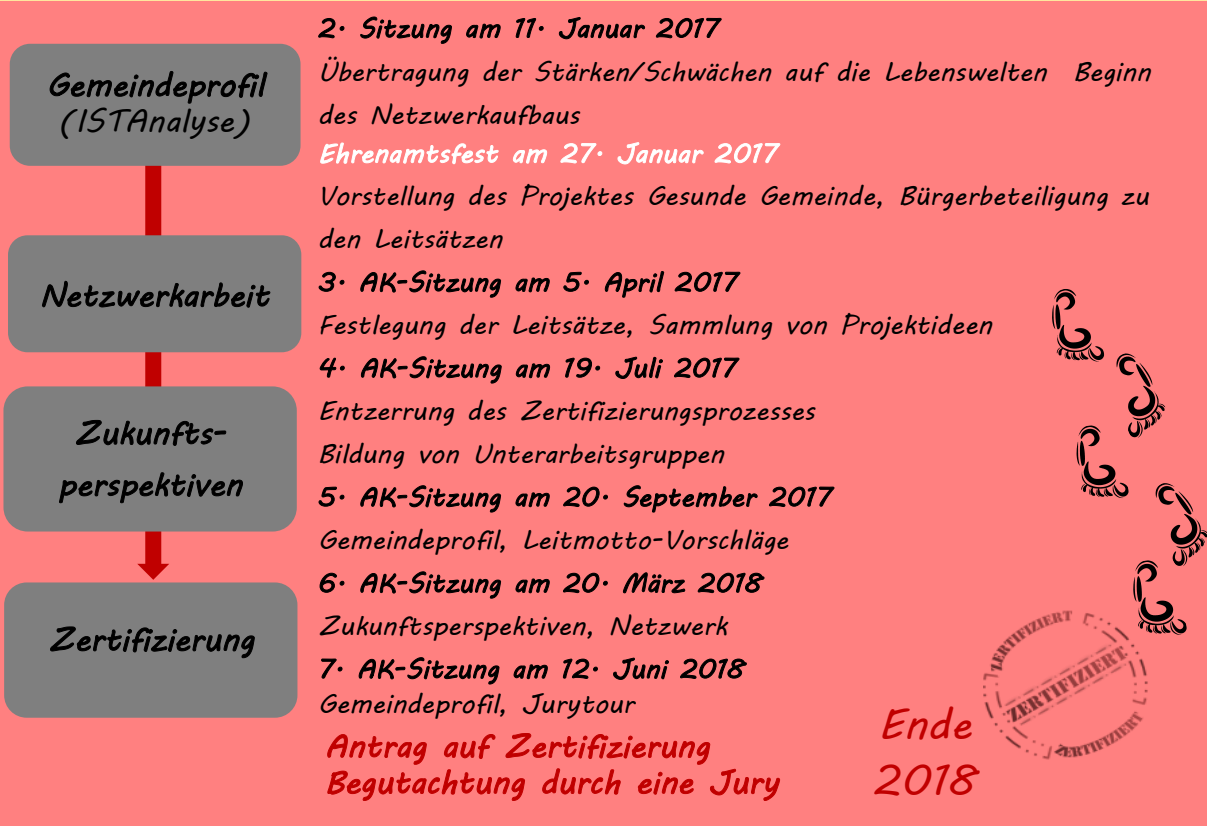 Gemeindeprofil
(ISTAnalyse)
Netzwerkarbeit
Zukunfts-
perspektiven
Zertifizierung
2. Sitzung am 11. Januar 2017
Übertragung der Stärken/Schwächen auf die Lebenswelten Beginn
des Netzwerkaufbaus
Ehrenamtsfest am 27. Januar 2017
Vorstellung des Projektes Gesunde Gemeinde, Bürgerbeteiligung zu
den Leitsätzen
3. AK-Sitzung am 5. April 2017
Festlegung der Leitsätze, Sammlung von Projektideen
4. AK-Sitzung am 19. Juli 2017
Entzerrung des Zertifizierungsprozesses
Bildung von Unterarbeitsgruppen
5. AK-Sitzung am 20. September 2017
Gemeindeprofil, Leitmotto-Vorschläge
6. AK-Sitzung am 20. März 2018
Zukunftsperspektiven, Netzwerk
7. AK-Sitzung am 12. Juni 2018
Gemeindeprofil, Jurytour
Antrag auf Zertifizierung
Begutachtung durch eine Jury
Ende
2018
ZERTIFIZIERT
ZERTIFIZIERT
ZERTIFIZIERT